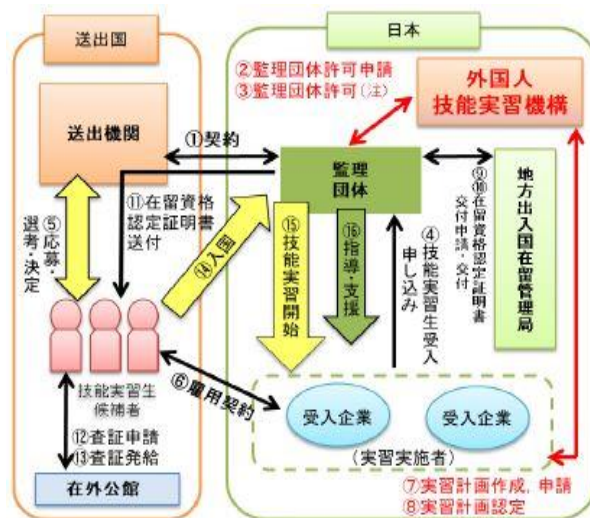 送出国
日本
②監理団体許可申請
③監理団体許可(注)
外国人
技能実習機構
送出機関
①契約
監理
団体
⑪在留資格
認定証明書
送付
⑤応募・
選考・決定
⑭入国
⑮技能実習開始
⑯指導・支援
④技能実習生受入
申し込み
⑨⑩在留資格認定証明書
交付申請・交付
地方出入国在留管理局
技能実習生
候補者
⑥雇用契約
受入企業
受入企業
(実習実施者)
⑫査証申請
⑬査証発給
在外公館
⑦実習計画作成，申請
⑧実習計画認定